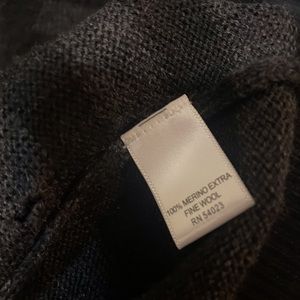 100% MERINO EXTRA
FINE WOOL
RN 54023